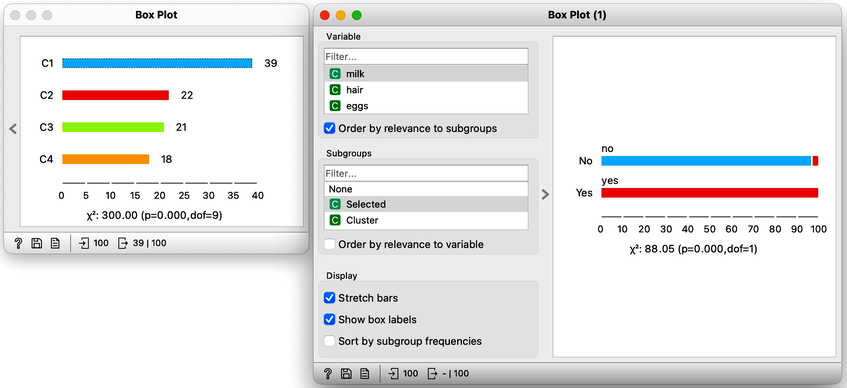 Box Plot
C1 39
C2 22
C3 21
C4 18
0 5 10 15 20 25 30 35 40
χ²: 300.00 (p=0.000,dof=9)
? 100 39 | 100
Box Plot (1)
Variable
Filter...
C milk
C hair
C eggs
Order by relevance to subgroups
Subgroups
Filter...
None
C Selected
C Cluster
Order by relevance to variable
Display
Stretch bars
Show box labels
Sort by subgroup frequencies
no
No
yes
Yes
0 10 20 30 40 50 60 70 80 90 100
χ²: 88.05 (p=0.000,dof=1)
? 100 - | 100